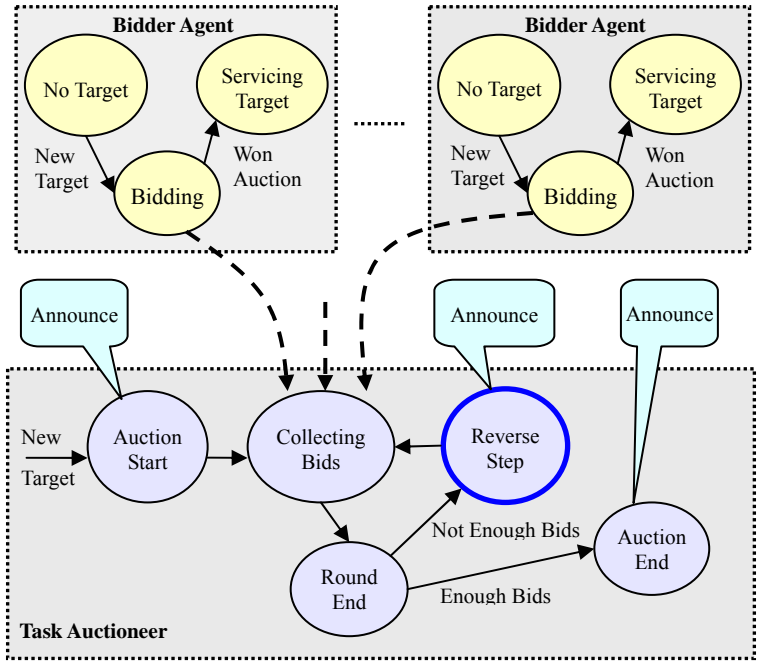 Bidder Agent
No Target
Servicing
Target
New
Target
Won
Auction
Bidding
Bidder Agent
No Target
Servicing
Target
New
Target
Won
Auction
Bidding
Announce
Announce
Announce
New
Target
Auction
Start
Collecting
Bids
Reverse
Step
Not Enough Bids
Round
End
Enough Bids
Auction
End
Task Auctioneer